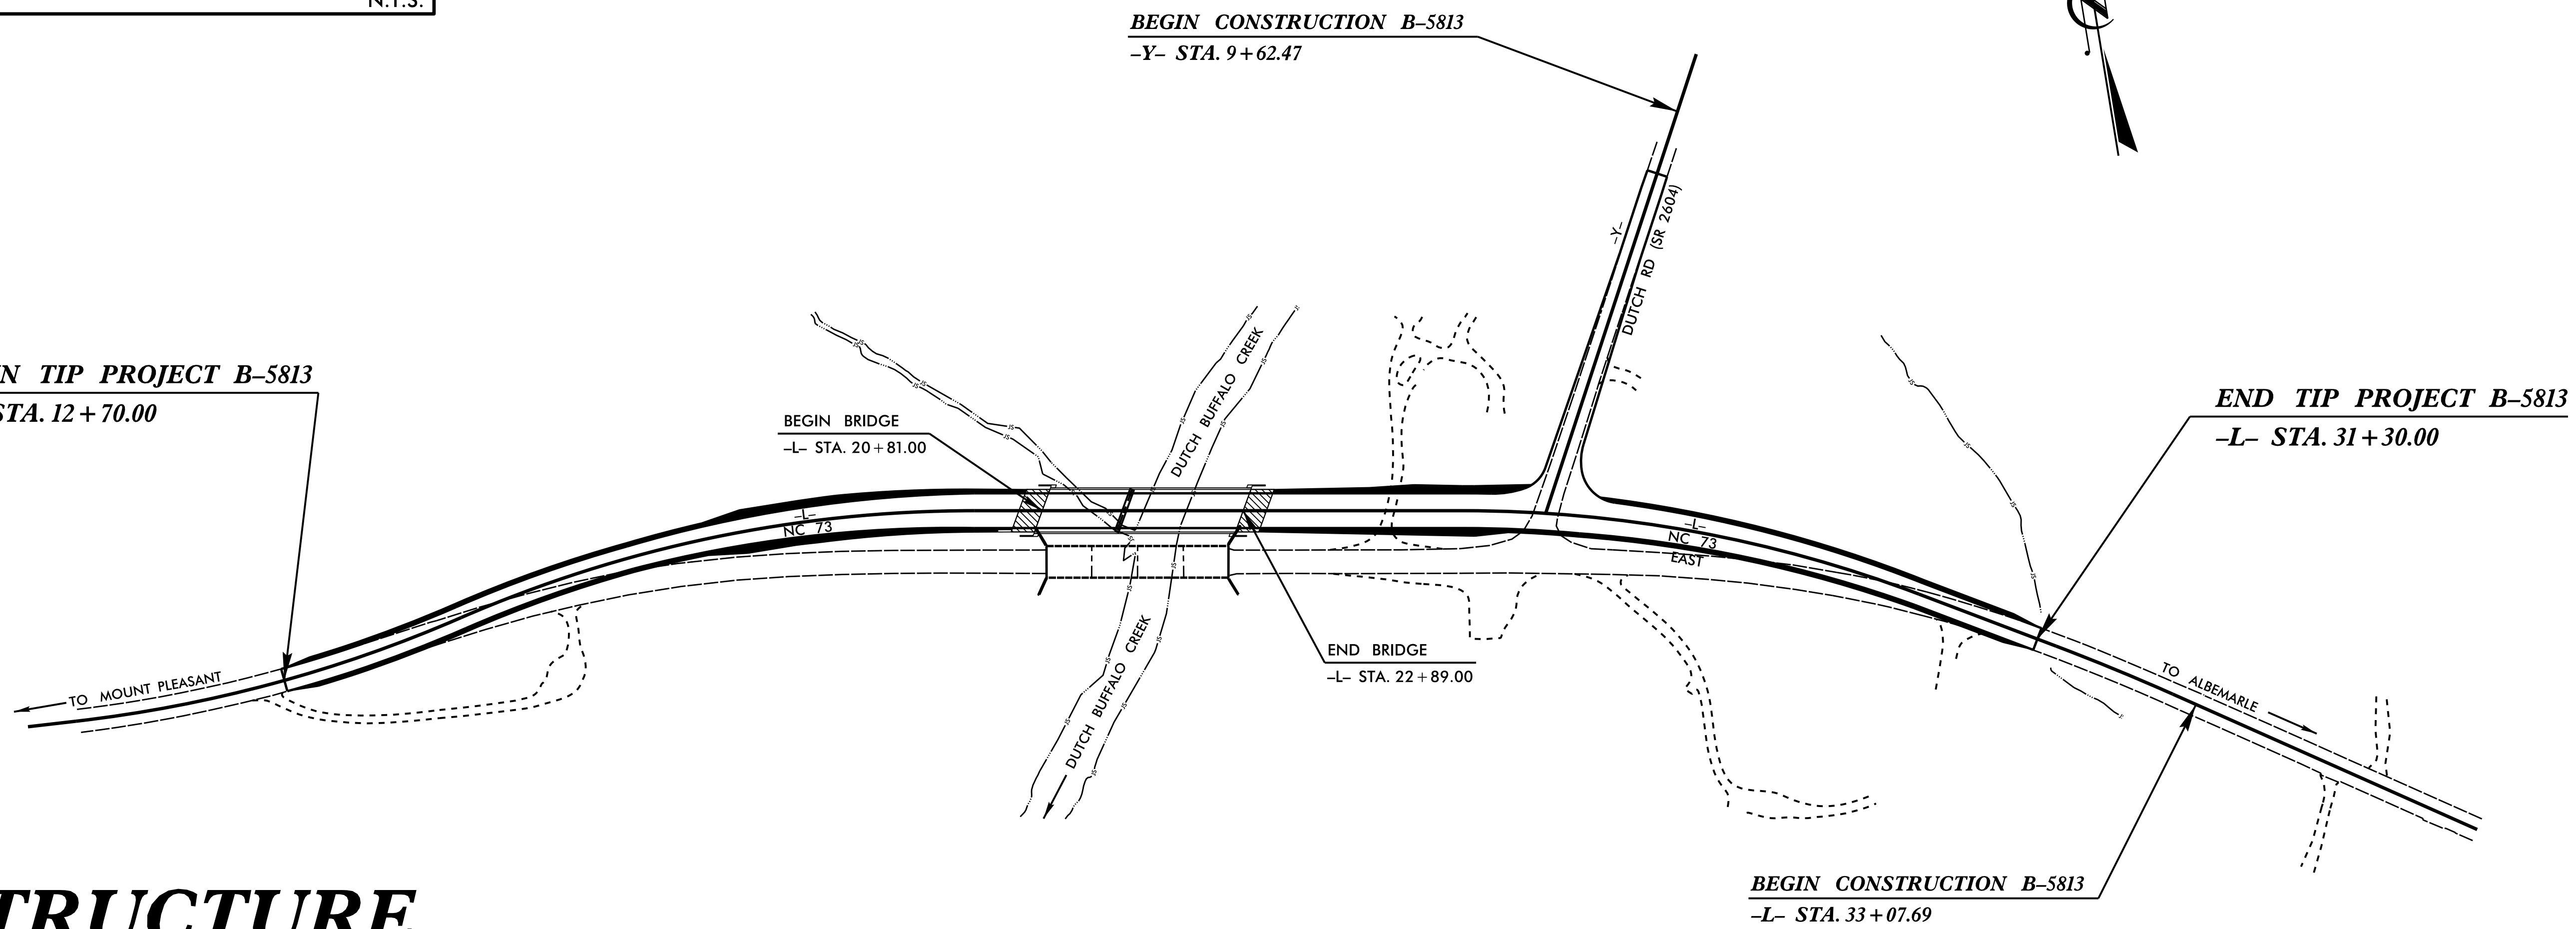 N.T.S.
BEGIN CONSTRUCTION B–5813
–Y– STA. 9+62.47
–Y–
DUTCH RD (SR 2604)
N TIP PROJECT B–5813
STA. 12+70.00
BEGIN BRIDGE
–L– STA. 20+81.00
DUTCH BUFFALO CREEK
END TIP PROJECT B–5813
–L– STA. 31+30.00
–L–
NC 73
–L–
NC 73
EAST
DUTCH BUFFALO CREEK
END BRIDGE
–L– STA. 22+89.00
TO MOUNT PLEASANT
TO ALBEMARLE
BEGIN CONSTRUCTION B–5813
–L– STA. 33+07.69
TRUCTURE